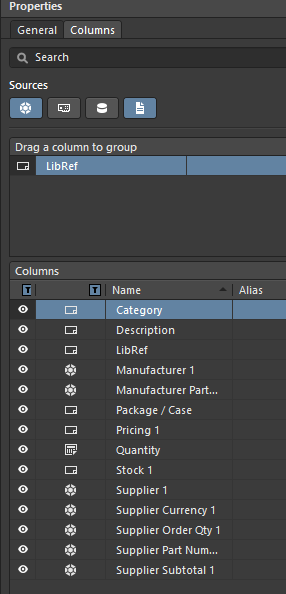 Properties
General Columns
Search
Sources
Drag a column to group
LibRef
Columns
T T Name Alias
Category
Description
LibRef
Manufacturer 1
Manufacturer Part...
Package / Case
Pricing 1
Quantity
Stock 1
Supplier 1
Supplier Currency 1
Supplier Order Qty 1
Supplier Part Num...
Supplier Subtotal 1